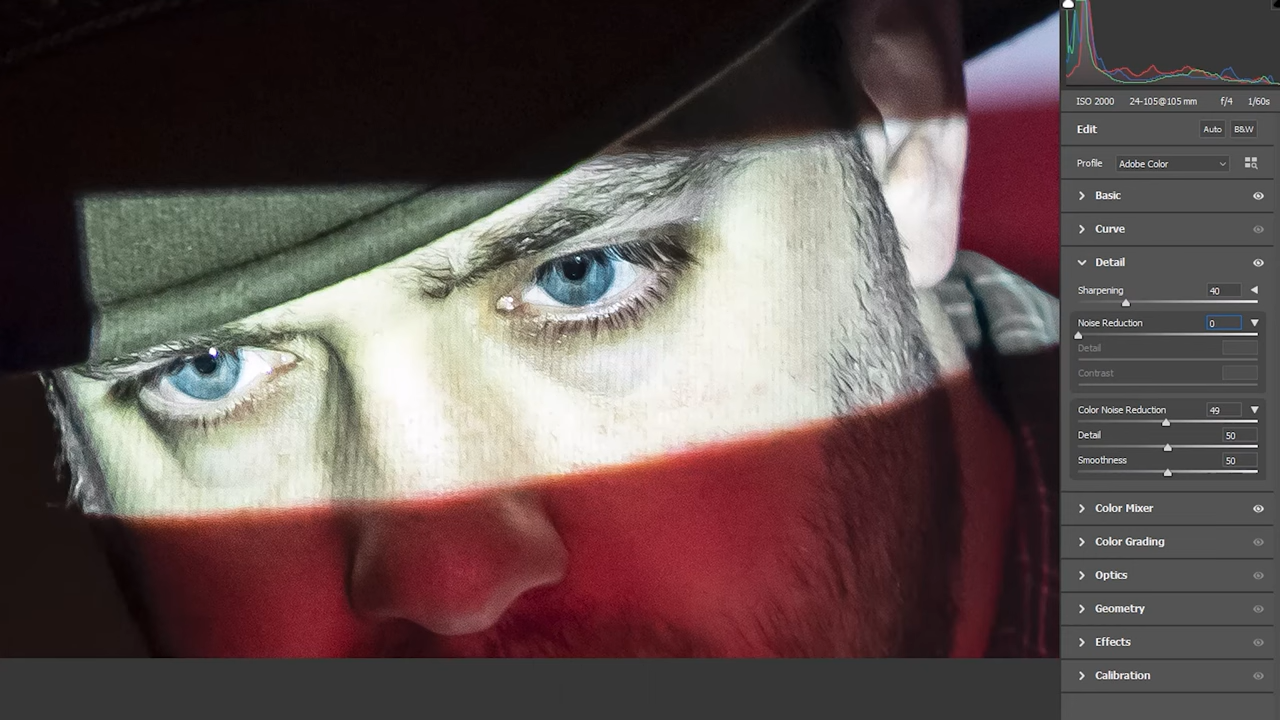 ISO 2000 24-105@105 mm f/4 1/60s
Edit Auto B&W
Profile Adobe Color
Basic
Curve
Detail
Sharpening 40
Noise Reduction 0
Detail
Contrast
Color Noise Reduction 49
Detail 50
Smoothness 50
Color Mixer
Color Grading
Optics
Geometry
Effects
Calibration